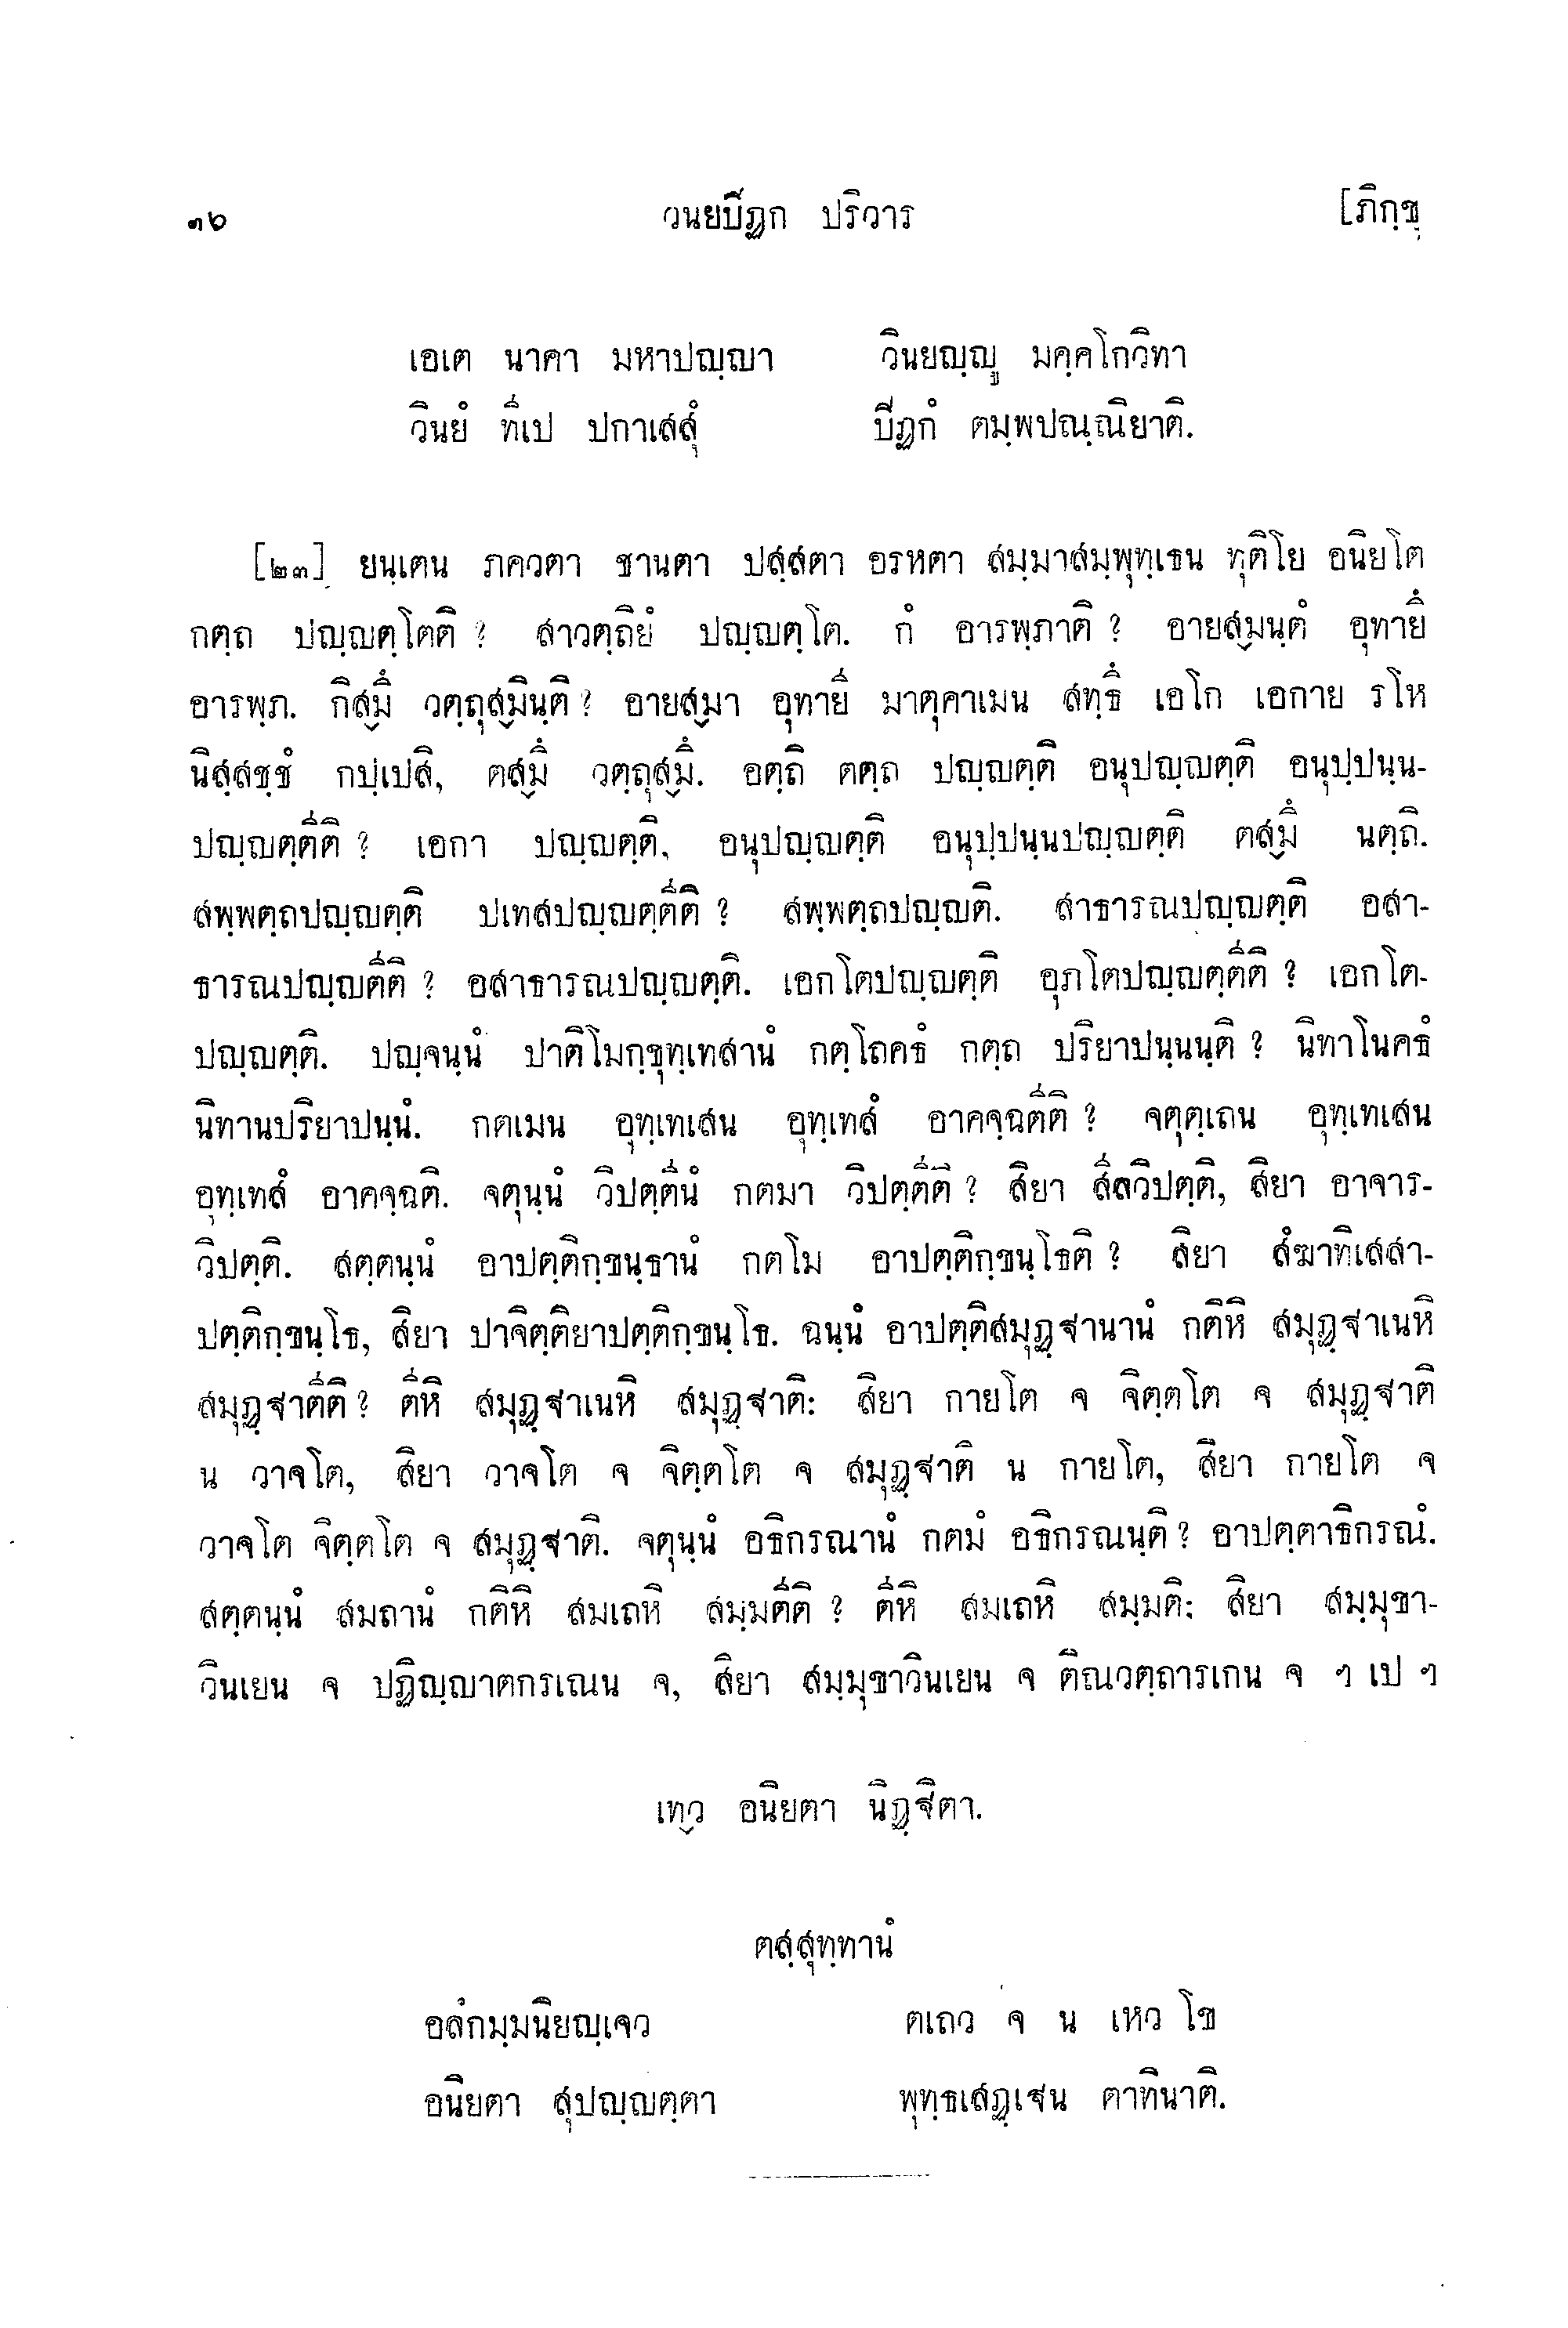 ๓๖ วนยปีฏก ปริวาร [ภิกฺขุ
เอเต นาคา มหาปญฺญา วินยญฺญู มคฺคโกวิทา
วินยํ ทีเป ปกาเสสุํ ปีฏกํ ตมฺพปณฺณิยาติ.
[๒๓] ยนฺเตน ภควตา ชานตา ปสฺสตา อรหตา สมฺมาสมฺพุทฺเธน ทุติโย อนิยโต
กตฺถ ปญฺญตฺโตติ ? สาวตฺถิยํ ปญฺญตฺโต. กํ อารพฺภาติ ? อายสฺมนฺตํ อุทายึ
อารพฺภ. กิสฺมึ วตฺถุสฺมินฺติ ? อายสฺมา อุทายี มาตุคาเมน สทฺธึ เอโก เอกาย รโห
นิสฺสชฺชํ กปฺเปสิ, ตสฺมึ วตฺถุสฺมึ. อตฺถิ ตตฺถ ปญฺญตฺติ อนุปญฺญตฺติ อนุปฺปนฺน-
ปญฺญตฺตีติ ? เอกา ปญฺญตฺติ, อนุปญฺญตฺติ อนุปฺปนฺนปญฺญตฺติ ตสฺมึ นตฺถิ.
สพฺพตฺถปญฺญตฺติ ปเทสปญฺญตฺตีติ ? สพฺพตฺถปญฺญติ. สาธารณปญฺญตฺติ อสา-
ธารณปญฺญตีติ ? อสาธารณปญฺญตฺติ. เอกโตปญฺญตฺติ อุภโตปญฺญตฺตีติ ? เอกโต-
ปญฺญตฺติ. ปญฺจนฺนํ ปาติโมกฺขุทฺเทสานํ กตฺโถคธํ กตฺถ ปริยาปนฺนนฺติ ? นิทาโนคธํ
นิทานปริยาปนฺนํ. กตเมน อุทฺเทเสน อุทฺเทสํ อาคจฺฉตีติ ? จตุตฺเถน อุทฺเทเสน
อุทฺเทสํ อาคจฺฉติ. จตุนฺนํ วิปตฺตีนํ กตมา วิปตฺตีติ ? สิยา สีลวิปตฺติ, สิยา อาจาร-
วิปตฺติ. สตฺตนฺนํ อาปตฺติกฺขนฺธานํ กตโม อาปตฺติกฺขนฺโธติ ? สิยา สํฆาทิเสสา-
ปตฺติกฺขนฺโธ, สิยา ปาจิตฺติยาปตฺติกฺขนฺโธ. ฉนฺนํ อาปตฺติสมุฏฺฐานานํ กติหิ สมุฏฺฐาเนหิ
สมุฏฺฐาตีติ ? ตีหิ สมุฏฺฐาเนหิ สมุฏฺฐาติ: สิยา กายโต จ จิตฺตโต จ สมุฏฺฐาติ
น วาจโต, สิยา วาจโต จ จิตฺตโต จ สมุฏฺฐาติ น กายโต, สิยา กายโต จ
วาจโต จิตฺตโต จ สมุฏฺฐาติ. จตุนฺนํ อธิกรณานํ กตมํ อธิกรณนฺติ ? อาปตฺตาธิกรณํ.
สตฺตนฺนํ สมถานํ กติหิ สมเถหิ สมฺมตีติ ? ตีหิ สมเถหิ สมฺมติ: สิยา สมฺมุขา-
วินเยน จ ปฏิญฺญาตกรเณน จ, สิยา สมฺมุขาวินเยน จ ติณวตฺถารเกน จ ฯ เป ฯ
เทฺว อนิยตา นิฏฺฐิตา.
ตสฺสุทฺทานํ
อลํกมฺมนิยญฺเจว ตเถว จ น เหว โข
อนิยตา สุปญฺญตฺตา พุทฺธเสฏฺเฐน ตาทินาติ.